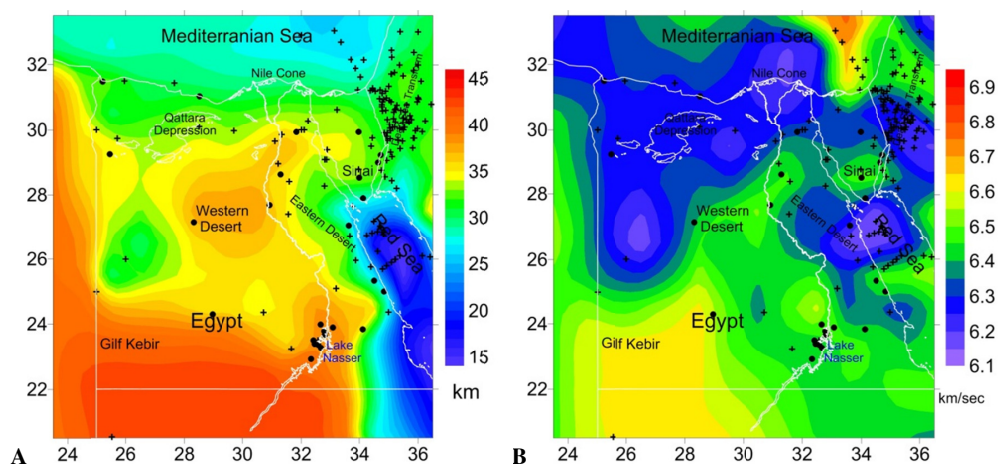 Mediterranian Sea
Nile Cone
Transform
Qattara
Depression
Sinai
Western
Desert
Eastern Desert
Red Sea
Egypt
Gilf Kebir
Lake
Nasser
32
30
28
26
24
22
24 26 28 30 32 34 36
45
40
35
30
25
20
15
km
A
Mediterranian Sea
Nile Cone
Transform
Qattara
Depression
Sinai
Western
Desert
Eastern Desert
Red Sea
Egypt
Gilf Kebir
Lake
Nasser
32
30
28
26
24
22
24 26 28 30 32 34 36
6.9
6.8
6.7
6.6
6.5
6.4
6.3
6.2
6.1
km/sec
B